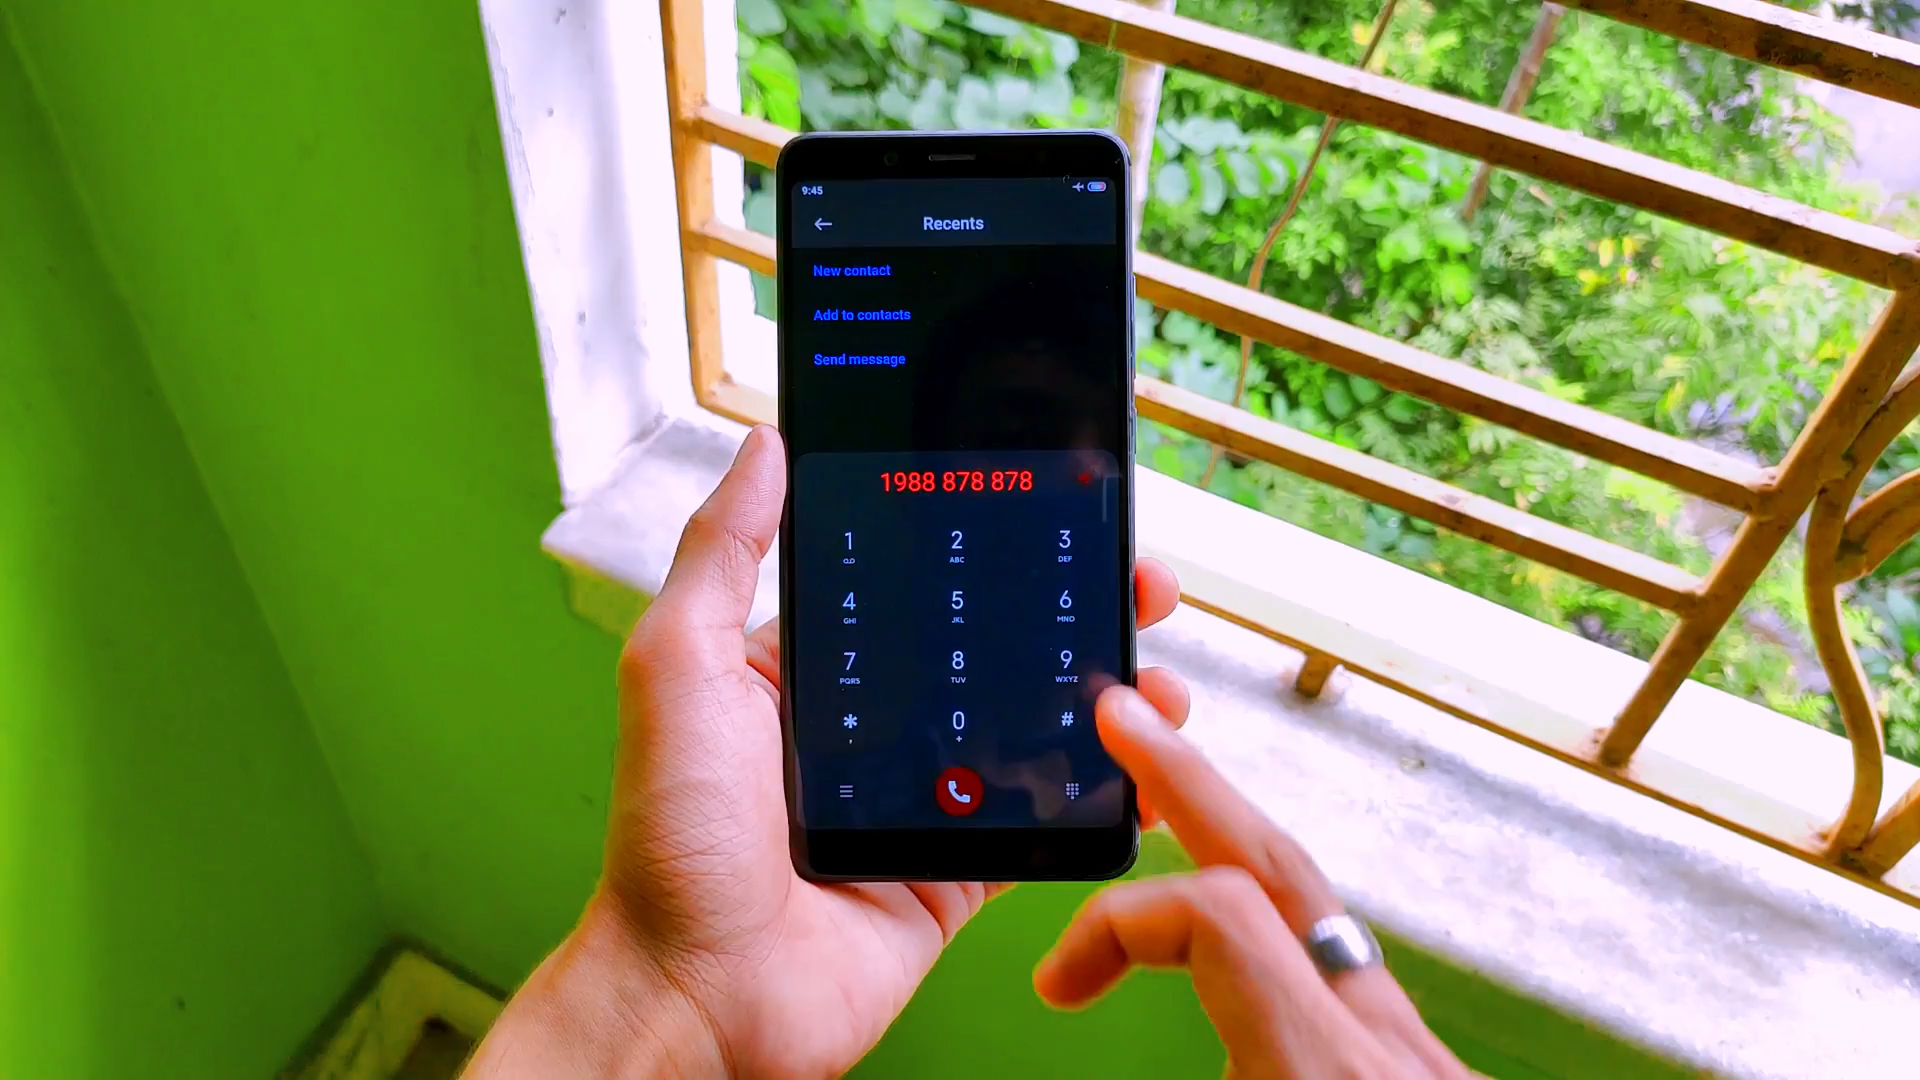 9:45
Recents
New contact
Add to contacts
Send message
1988 878 878
1 2 3
ABC DEF
4 5 6
GHI JKL MNO
7 8 9
PQRS TUV WXYZ
* 0 #
, +